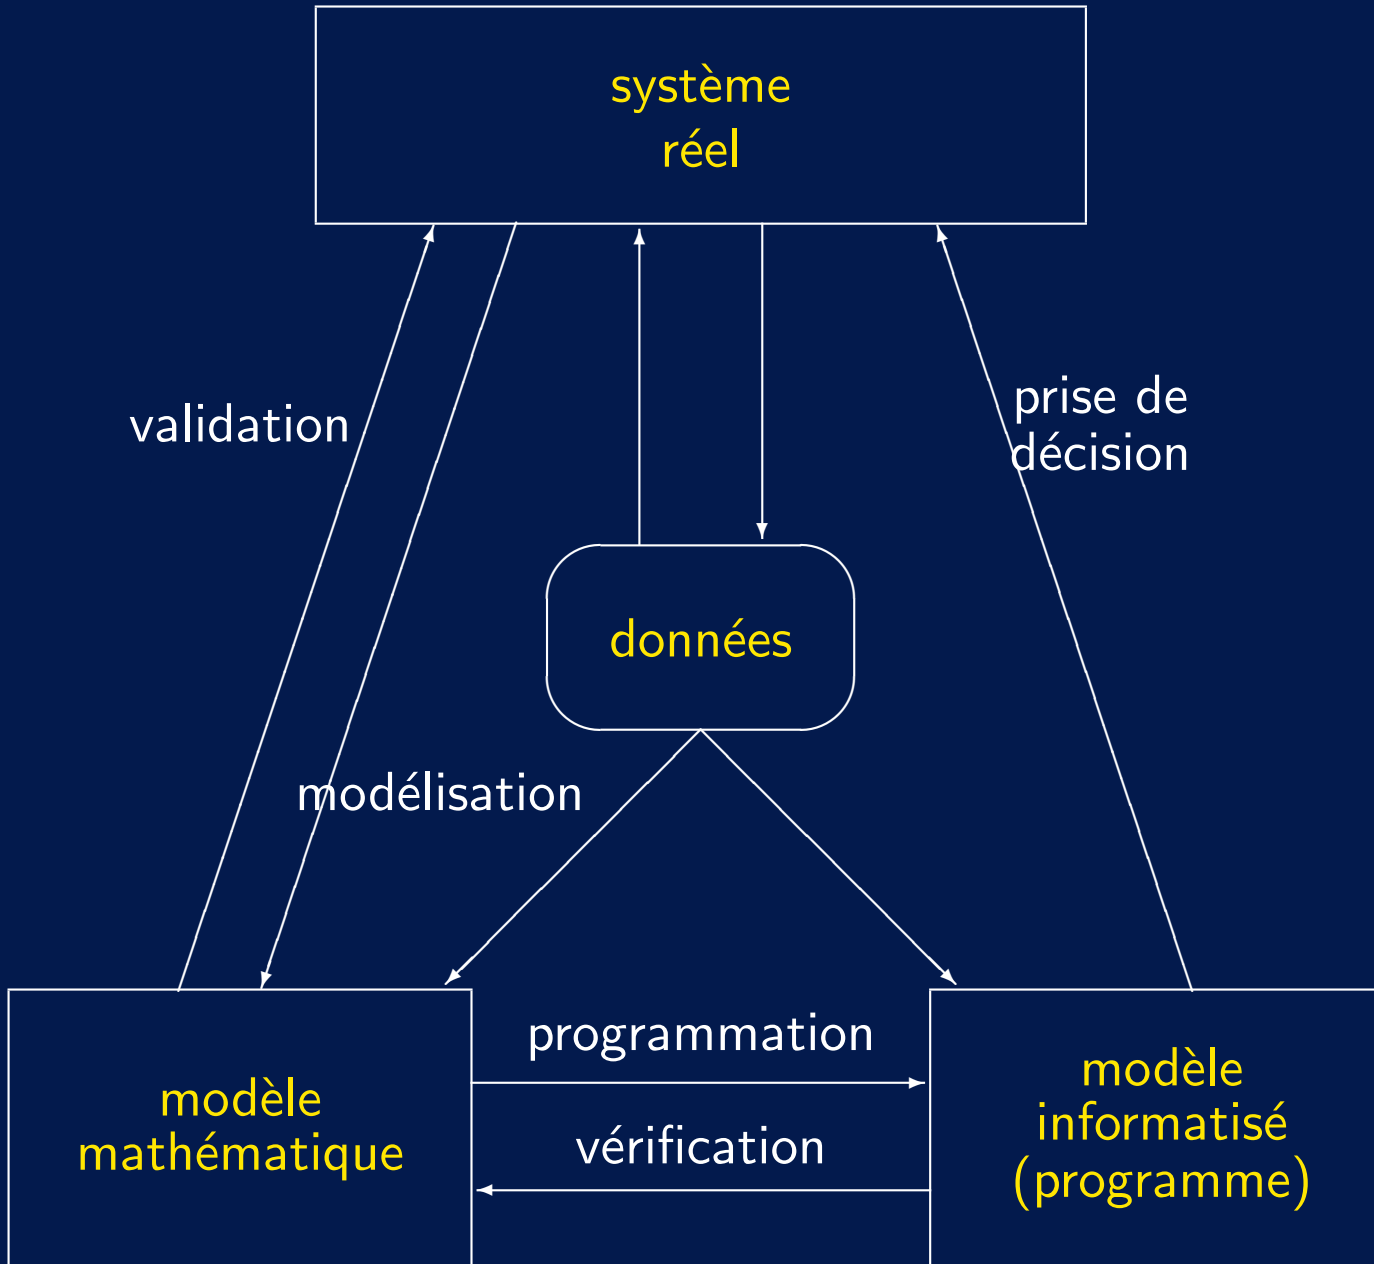 système
réel
validation
prise de
décision
données
modélisation
programmation
modèle
mathématique
vérification
modèle
informatisé
(programme)